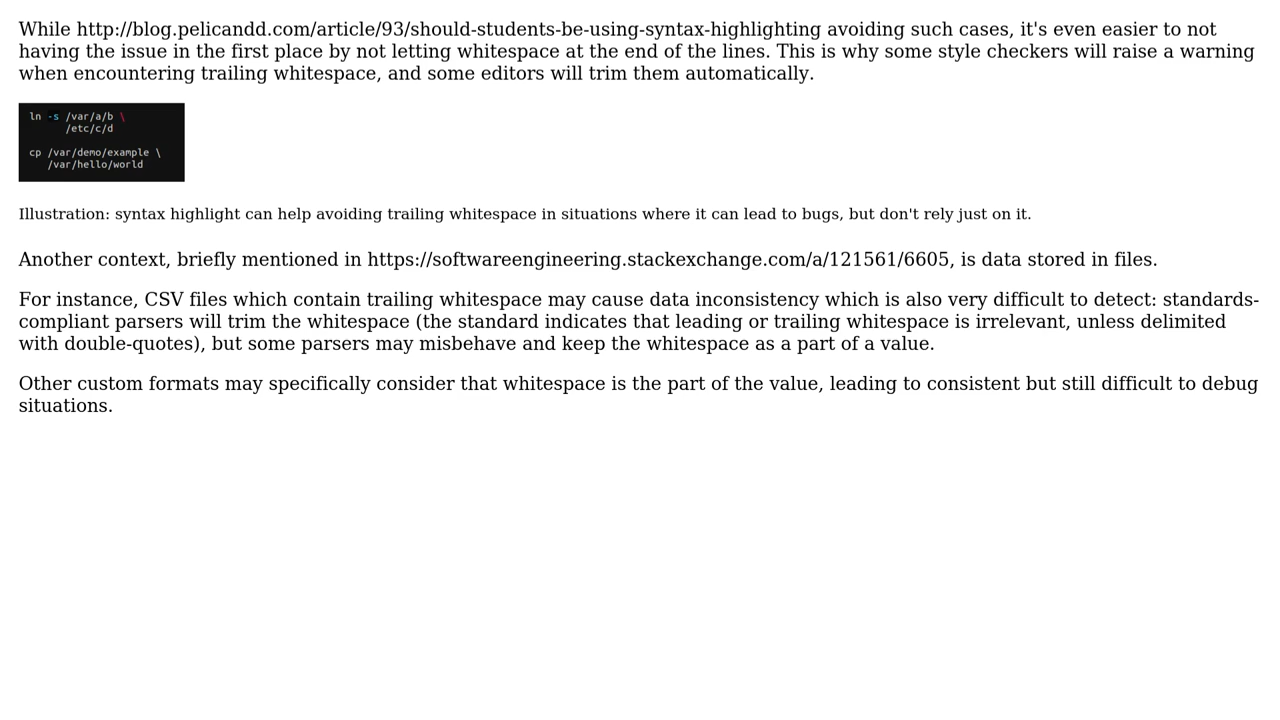 While http://blog.pelicandd.com/article/93/should-students-be-using-syntax-highlighting avoiding such cases, it's even easier to not
having the issue in the first place by not letting whitespace at the end of the lines. This is why some style checkers will raise a warning
when encountering trailing whitespace, and some editors will trim them automatically.
ln -s /var/a/b \
/etc/c/d
cp /var/demo/example \
/var/hello/world
Illustration: syntax highlight can help avoiding trailing whitespace in situations where it can lead to bugs, but don't rely just on it.
Another context, briefly mentioned in https://softwareengineering.stackexchange.com/a/121561/6605, is data stored in files.
For instance, CSV files which contain trailing whitespace may cause data inconsistency which is also very difficult to detect: standards-
compliant parsers will trim the whitespace (the standard indicates that leading or trailing whitespace is irrelevant, unless delimited
with double-quotes), but some parsers may misbehave and keep the whitespace as a part of a value.
Other custom formats may specifically consider that whitespace is the part of the value, leading to consistent but still difficult to debug
situations.